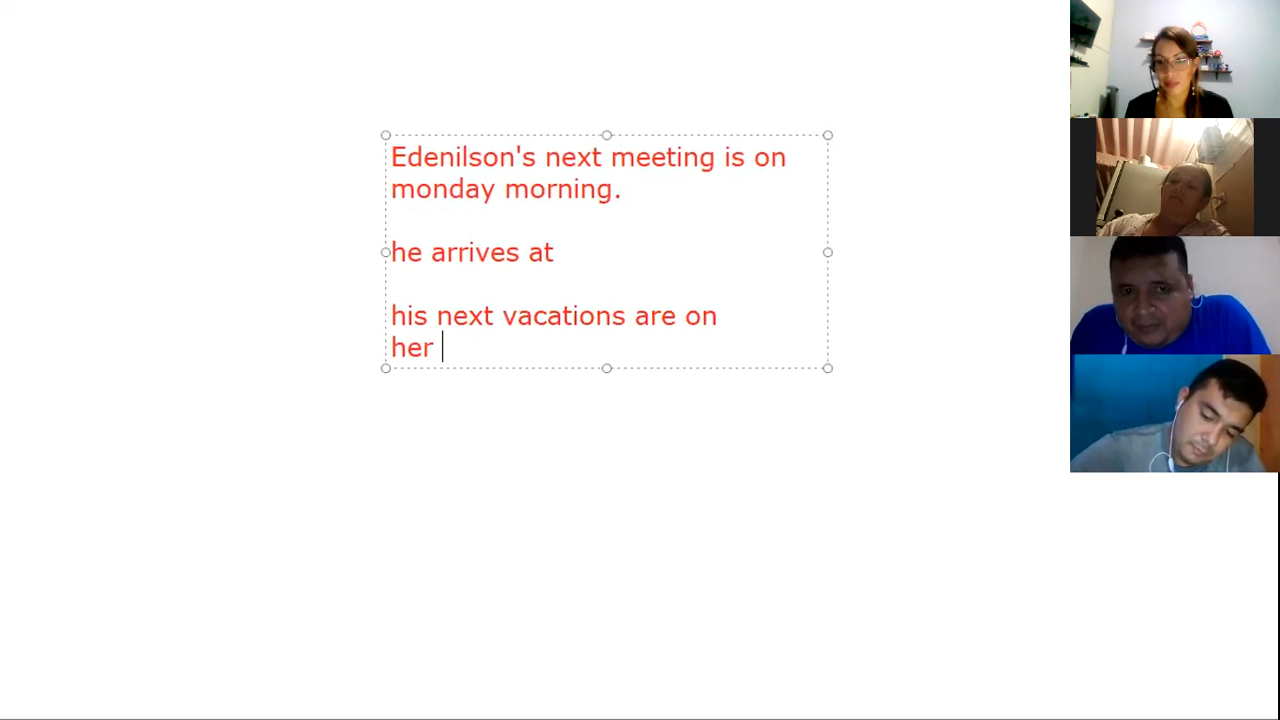 Edenilson's next meeting is on
monday morning.
he arrives at
his next vacations are on
her